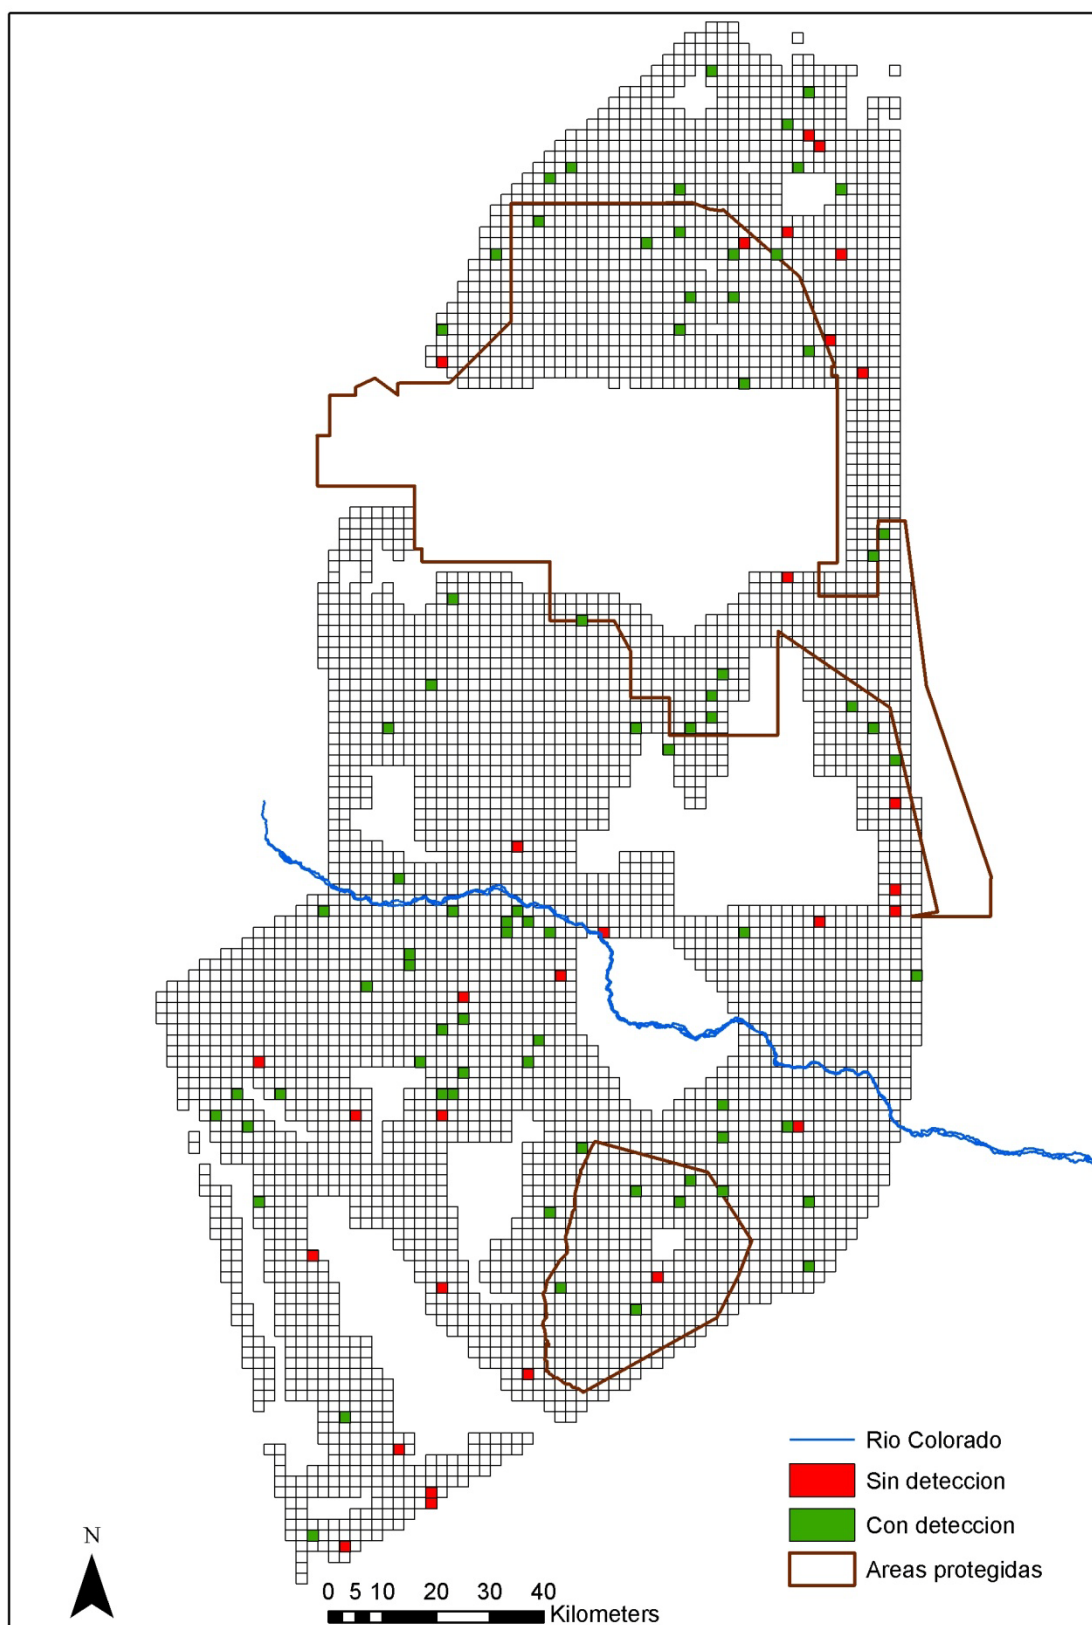 Rio Colorado
Sin deteccion
Con deteccion
Areas protegidas
N
0 5 10 20 30 40
Kilometers